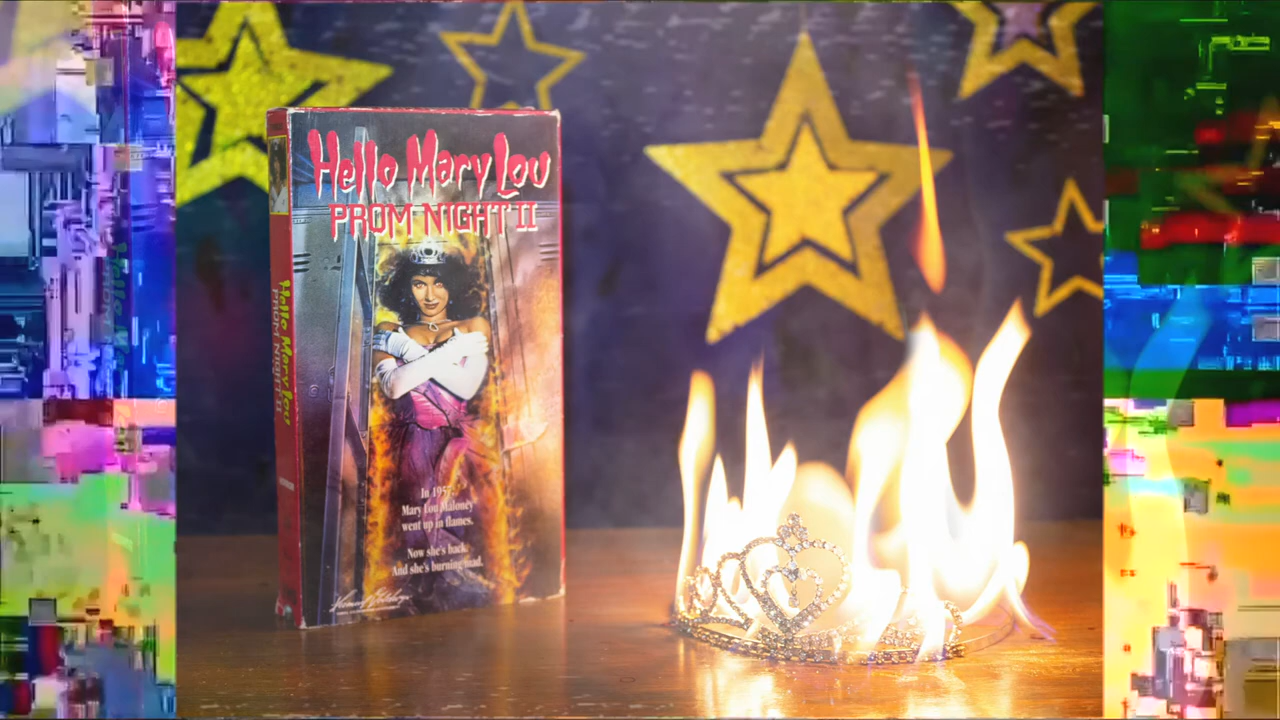 Hello Mary Lou
PROM NIGHT II
Hello Mary Lou
PROM NIGHT II
In 1957,
Mary Lou Maloney
went up in flames.
Now she's back.
And she's burning mad.